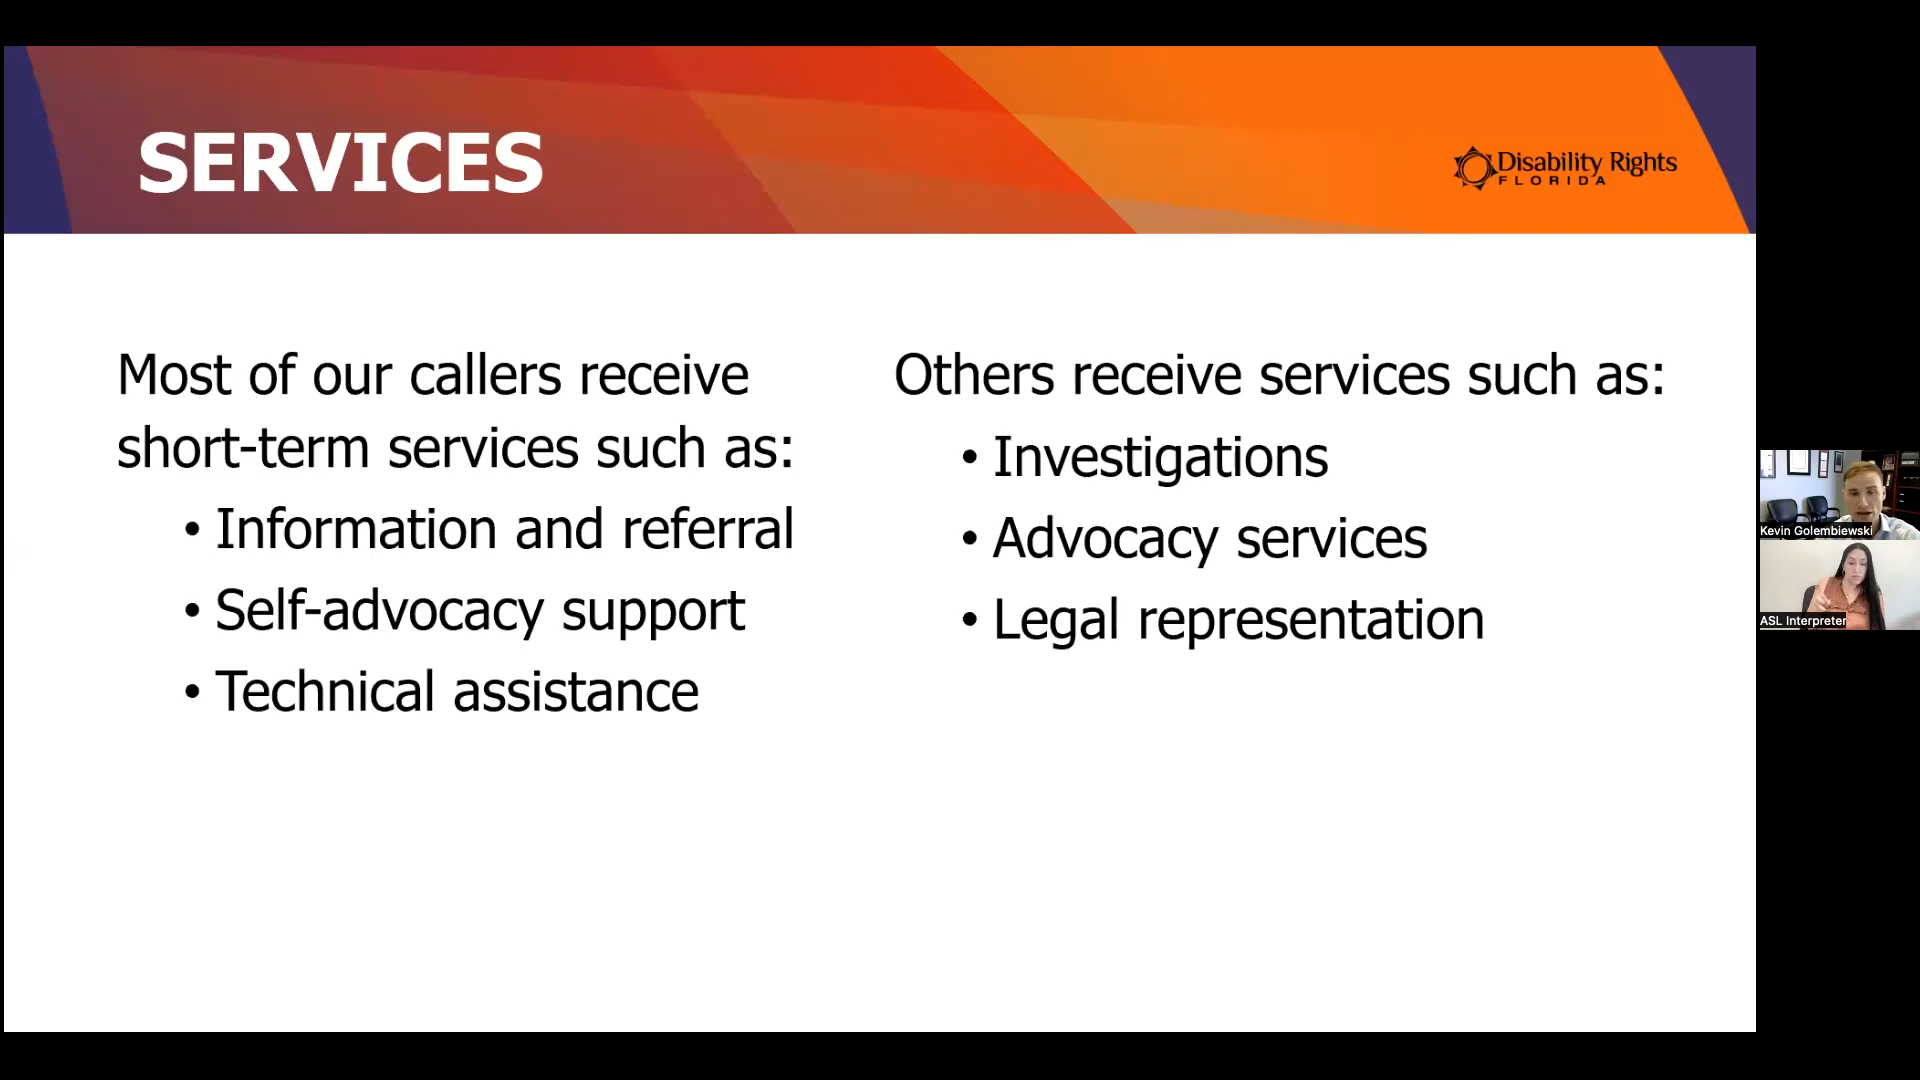 SERVICES
Disability Rights
FLORIDA
Most of our callers receive
short-term services such as:
• Information and referral
• Self-advocacy support
• Technical assistance
Others receive services such as:
• Investigations
• Advocacy services
• Legal representation
Kevin Golembiewski
ASL Interpreter